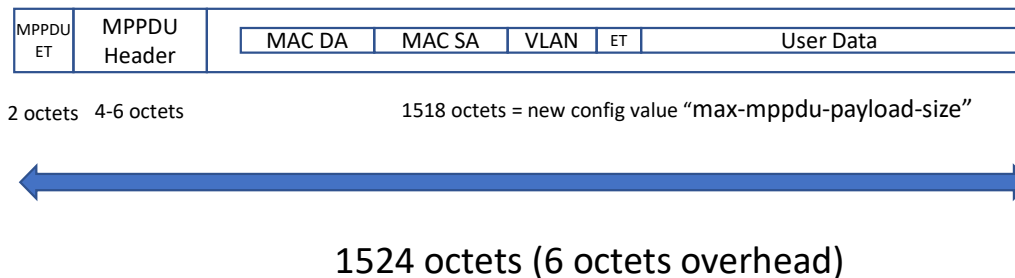 MPPDU
ET
MPPDU
Header
MAC DA
MAC SA
VLAN
ET
User Data
2 octets
4-6 octets
1518 octets = new config value “max-mppdu-payload-size”
1524 octets (6 octets overhead)